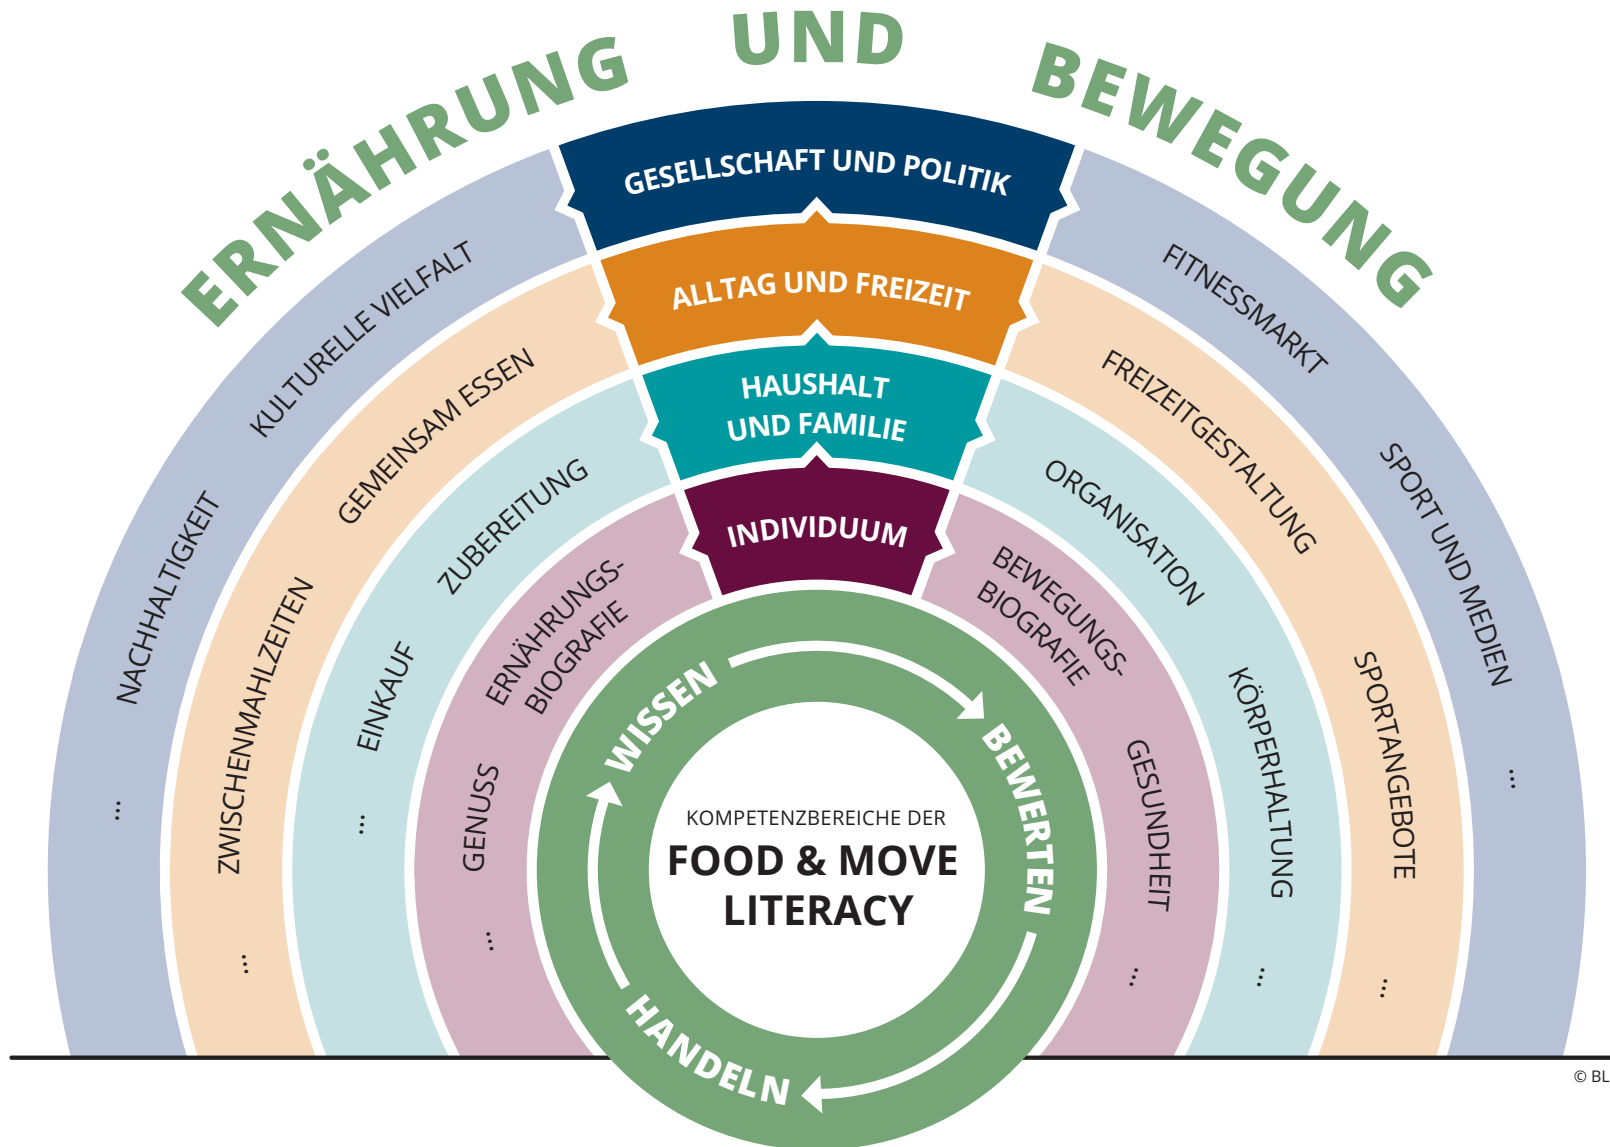 ERNÄHRUNG UND BEWEGUNG
GESELLSCHAFT UND POLITIK
ALLTAG UND FREIZEIT
HAUSHALT
UND FAMILIE
INDIVIDUUM
KULTURELLE VIELFALT
NACHHALTIGKEIT
...
GEMEINSAM ESSEN
ZWISCHENMAHLZEITEN
...
ZUBEREITUNG
EINKAUF
...
ERNÄHRUNGS-
BIOGRAFIE
GENUSS
...
FITNESSMARKT
SPORT UND MEDIEN
...
FREIZEITGESTALTUNG
SPORTANGEBOTE
...
ORGANISATION
KÖRPERHALTUNG
...
BEWEGUNGS-
BIOGRAFIE
GESUNDHEIT
...
WISSEN
BEWERTEN
HANDELN
KOMPETENZBEREICHE DER
FOOD & MOVE
LITERACY
© BL